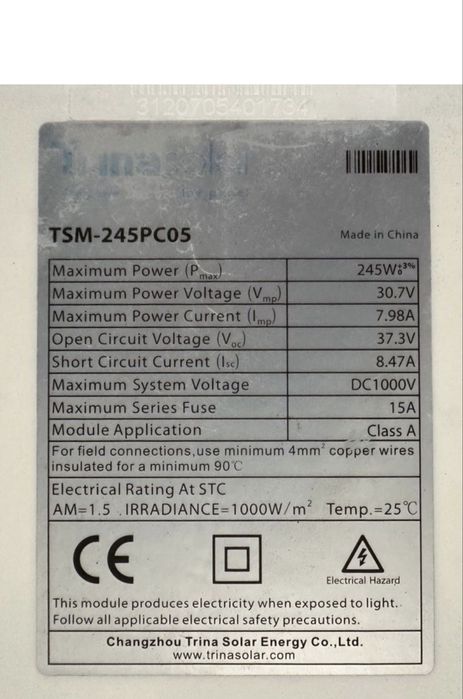 3120705401734
TSM-245PC05
Made in China
Maximum Power (Pmax) 245W+3% 0
Maximum Power Voltage (Vmp) 30.7V
Maximum Power Current (Imp) 7.98A
Open Circuit Voltage (Voc) 37.3V
Short Circuit Current (Isc) 8.47A
Maximum System Voltage DC1000V
Maximum Series Fuse 15A
Module Application Class A
For field connections,use minimum 4mm² copper wires
insulated for a minimum 90℃
Electrical Rating At STC
AM=1.5 . IRRADIANCE=1000W/m² Temp.=25℃
CE
Electrical Hazard
This module produces electricity when exposed to light.
Follow all applicable electrical safety precautions.
Changzhou Trina Solar Energy Co.,Ltd.
www.trinasolar.com